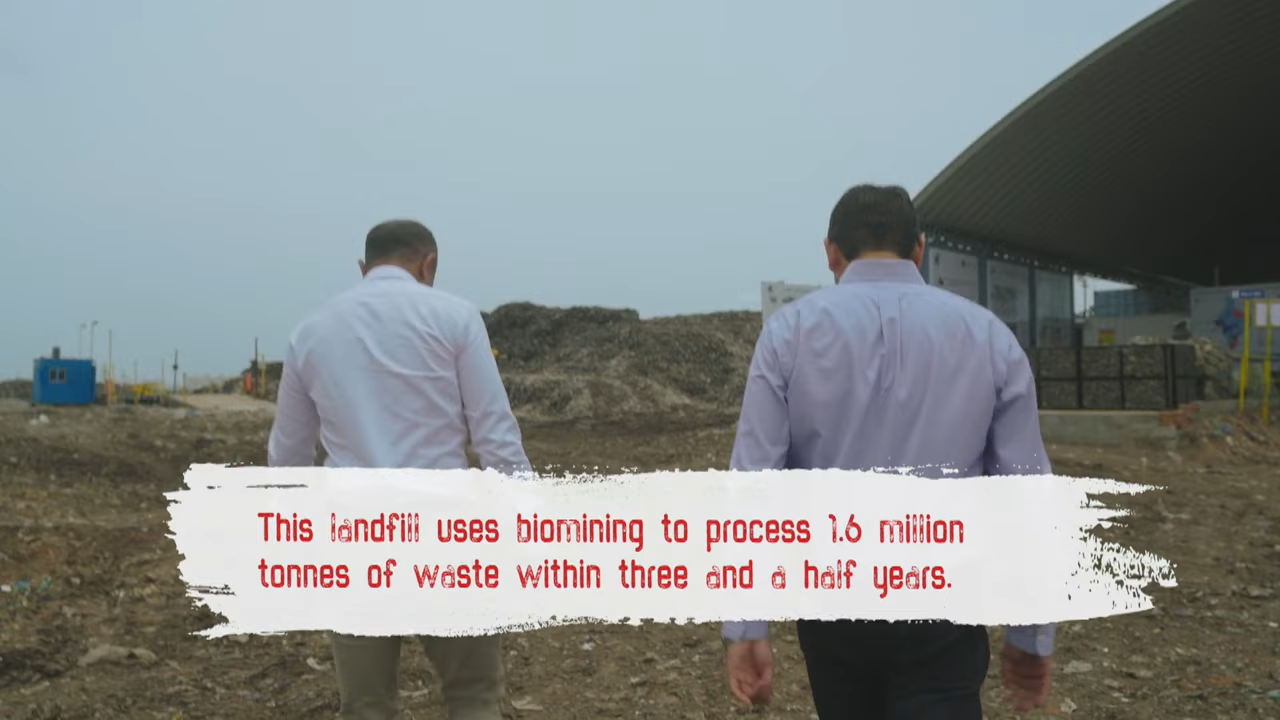 This landfill uses biomining to process 1.6 million
tonnes of waste within three and a half years.